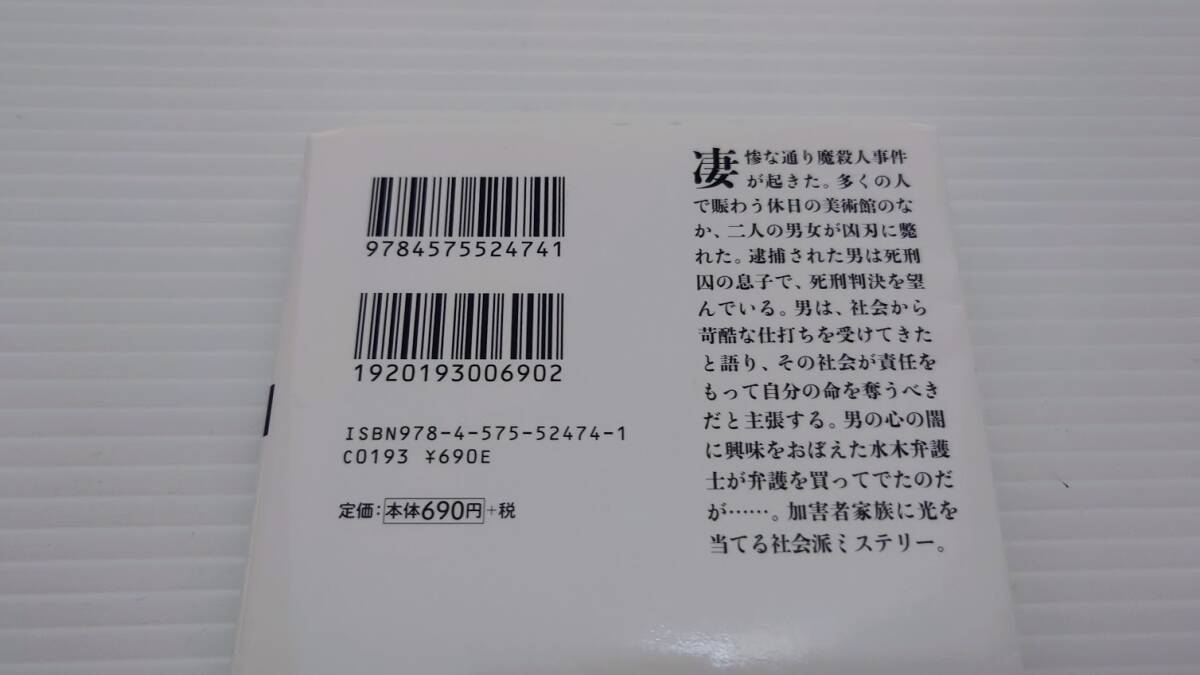 9784575524741
1920193006902
ISBN978-4-575-52474-1
C0193 ¥690E
定価：本体690円+税
凄惨な通り魔殺人事件
が起きた。多くの人
で賑わう休日の美術館のな
か、二人の男女が凶刃に斃
れた。逮捕された男は死刑
囚の息子で、死刑判決を望
んでいる。男は、社会から
苛酷な仕打ちを受けてきた
と語り、その社会が責任を
もって自分の命を奪うべき
だと主張する。男の心の闇
に興味をおぼえた水木弁護
士が弁護を買ってでたのだ
が……。加害者家族に光を
当てる社会派ミステリー。